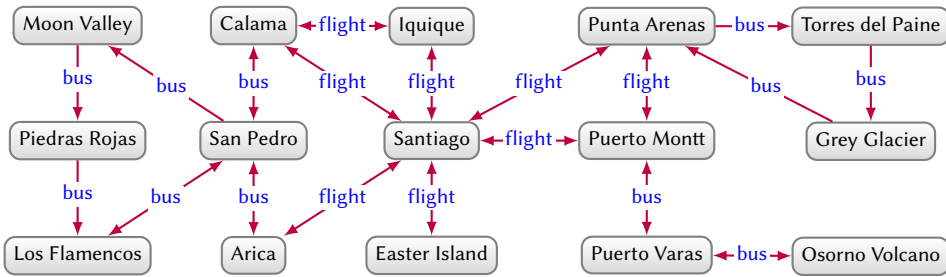 Moon Valley
Calama
flight
Iquique
Punta Arenas
bus
Torres del Paine
bus
bus
bus
flight
flight
flight
flight
bus
bus
Piedras Rojas
San Pedro
Santiago
flight
Puerto Montt
Grey Glacier
bus
bus
bus
flight
flight
bus
Los Flamencos
Arica
Easter Island
Puerto Varas
bus
Osorno Volcano